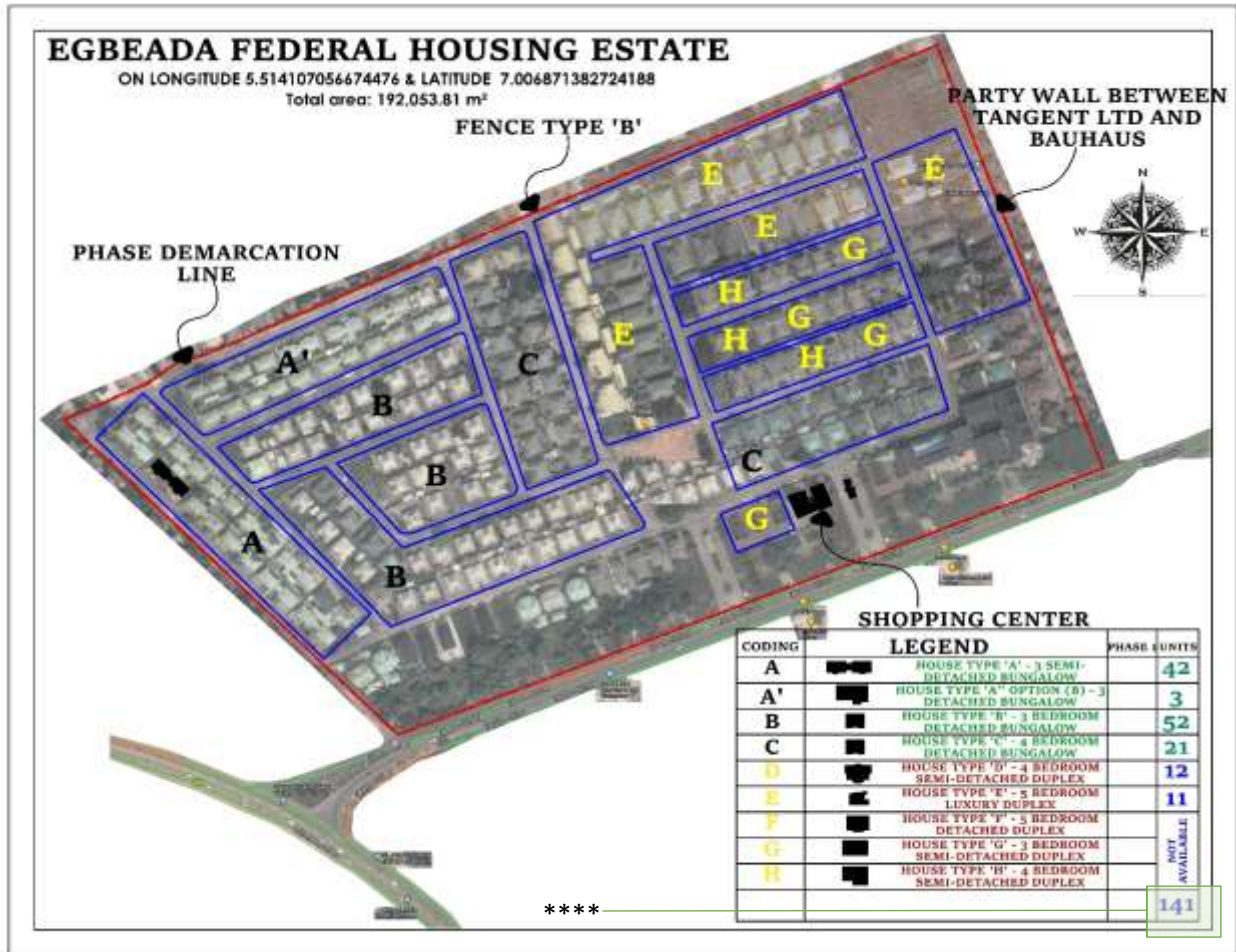 EGBEADA FEDERAL HOUSING ESTATE
ON LONGITUDE 5.514107056674476 & LATITUDE 7.006871382724188
Total area: 192,053.81 m²
FENCE TYPE 'B'
PARTY WALL BETWEEN
TANGENT LTD AND
BAUHAUS
PHASE DEMARCATION
LINE
N
W
E
S
E
E
E
G
H
G
H
G
H
E
A'
C
B
B
C
G
A
B
SHOPPING CENTER
CODING LEGEND PHASE UNITS
A HOUSE TYPE 'A' - 3 SEMI-
DETACHED BUNGALOW 42
A' HOUSE TYPE 'A'' OPTION (B) - 3
DETACHED BUNGALOW 3
B HOUSE TYPE 'B' - 3 BEDROOM
DETACHED BUNGALOW 52
C HOUSE TYPE 'C' - 4 BEDROOM
DETACHED BUNGALOW 21
D HOUSE TYPE 'D' - 4 BEDROOM
SEMI-DETACHED DUPLEX 12
E HOUSE TYPE 'E' - 5 BEDROOM
LUXURY DUPLEX 11
F HOUSE TYPE 'F' - 5 BEDROOM
DETACHED DUPLEX
G HOUSE TYPE 'G' - 3 BEDROOM
SEMI-DETACHED DUPLEX
H HOUSE TYPE 'H' - 4 BEDROOM
SEMI-DETACHED DUPLEX
NOT
AVAILABLE
**** 141